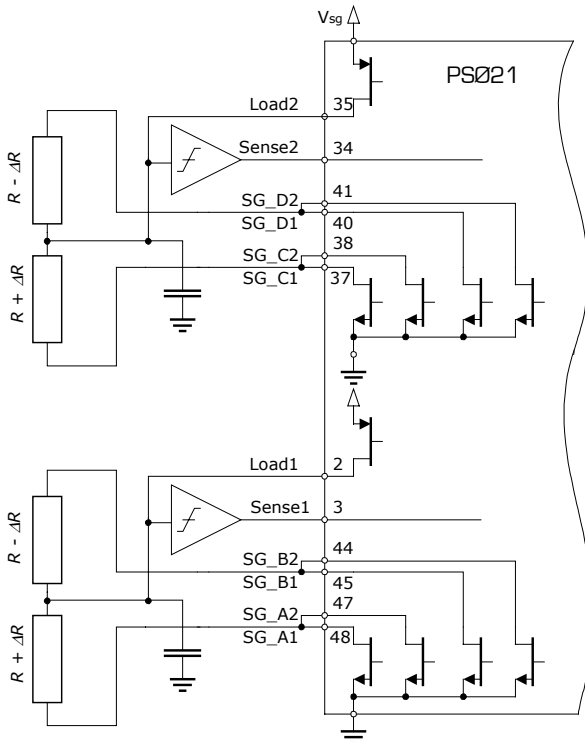 Vsg
PSØ21
Load2 35
Sense2 34
R - ΔR
SG_D2 41
SG_D1 40
SG_C2 38
SG_C1 37
R + ΔR
Load1 2
Sense1 3
R - ΔR
SG_B2 44
SG_B1 45
SG_A2 47
SG_A1 48
R + ΔR